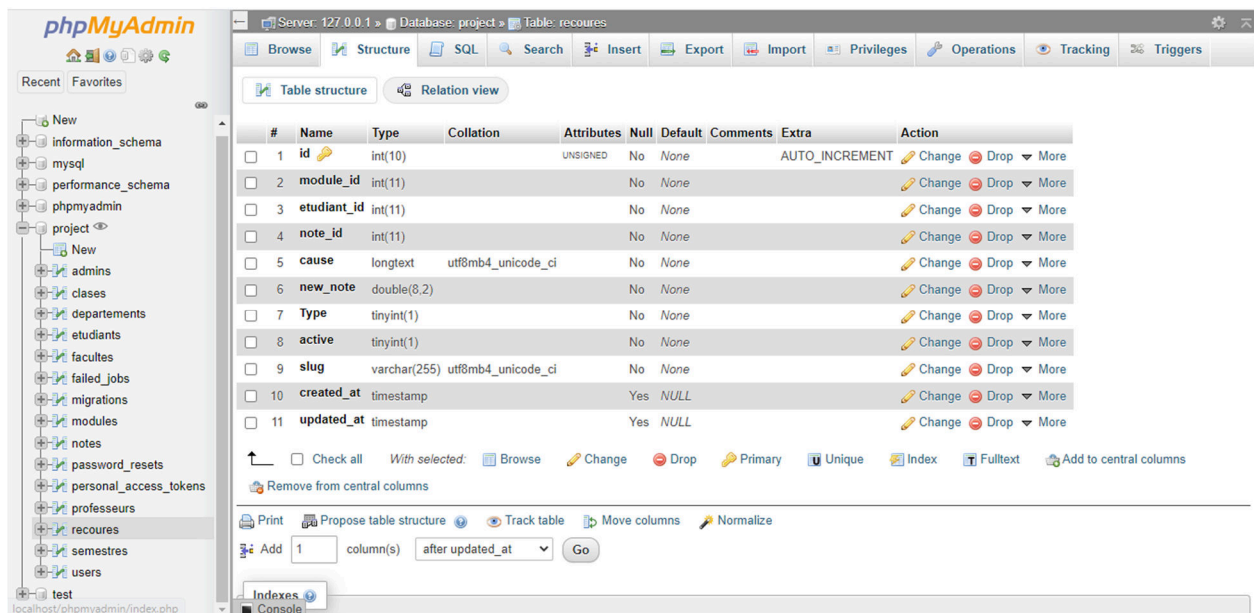 phpMyAdmin
Recent Favorites
New
information_schema
mysql
performance_schema
phpmyadmin
project
New
admins
clases
departements
etudiants
facultes
failed_jobs
migrations
modules
notes
password_resets
personal_access_tokens
professeurs
recoures
semestres
users
test
localhost/phpmyadmin/index.php
Server: 127.0.0.1 » Database: project » Table: recoures
Browse Structure SQL Search Insert Export Import Privileges Operations Tracking Triggers
Table structure Relation view
# Name Type Collation Attributes Null Default Comments Extra Action
1 id int(10) UNSIGNED No None AUTO_INCREMENT Change Drop More
2 module_id int(11) No None Change Drop More
3 etudiant_id int(11) No None Change Drop More
4 note_id int(11) No None Change Drop More
5 cause longtext utf8mb4_unicode_ci No None Change Drop More
6 new_note double(8,2) No None Change Drop More
7 Type tinyint(1) No None Change Drop More
8 active tinyint(1) No None Change Drop More
9 slug varchar(255) utf8mb4_unicode_ci No None Change Drop More
10 created_at timestamp Yes NULL Change Drop More
11 updated_at timestamp Yes NULL Change Drop More
Check all With selected: Browse Change Drop Primary Unique Index Fulltext Add to central columns
Remove from central columns
Print Propose table structure Track table Move columns Normalize
Add 1 column(s) after updated_at Go
Indexes
Console